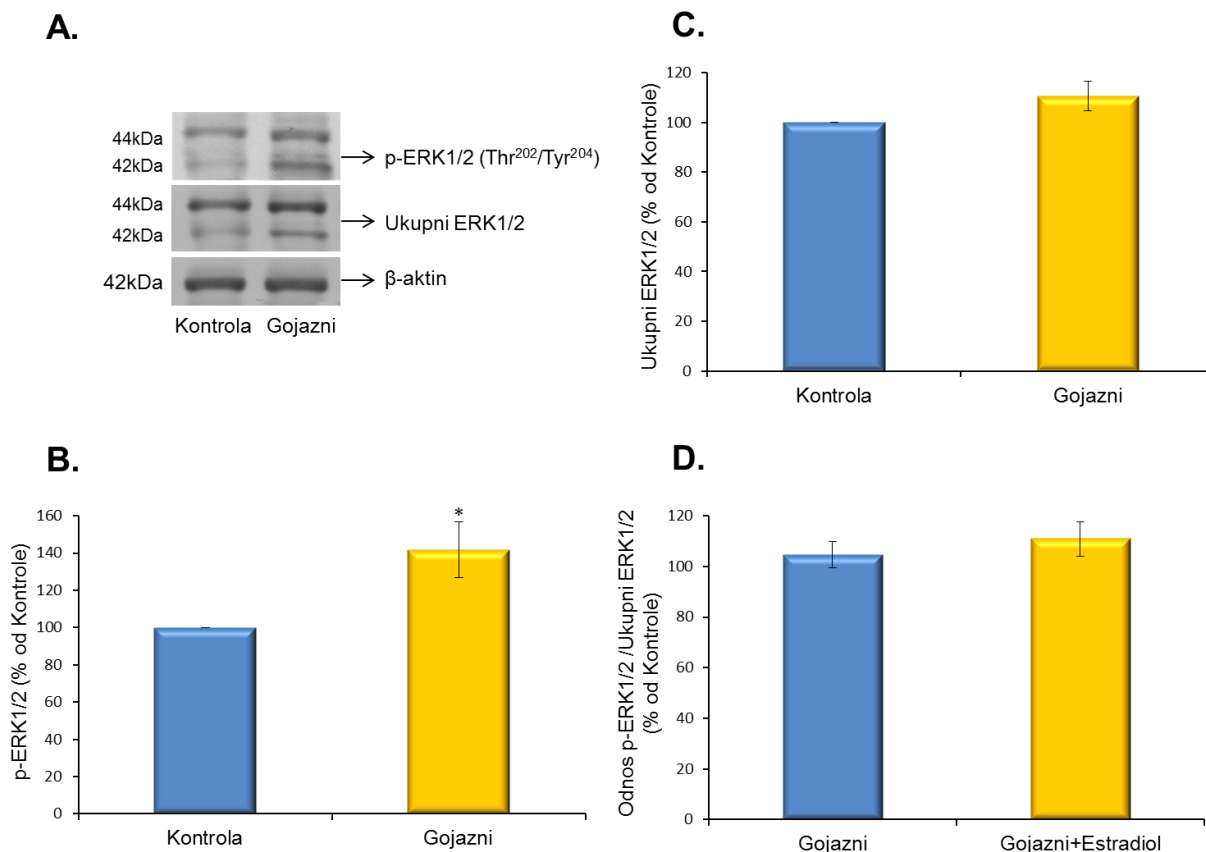 A.
44kDa
42kDa
p-ERK1/2 (Thr²⁰²/Tyr²⁰⁴)
44kDa
42kDa
Ukupni ERK1/2
42kDa
β-aktin
Kontrola Gojazni
B.
p-ERK1/2 (% od Kontrole)
160
140
120
100
80
60
40
20
0
*
Kontrola Gojazni
C.
Ukupni ERK1/2 (% od Kontrole)
120
100
80
60
40
20
0
Kontrola Gojazni
D.
Odnos p-ERK1/2 /Ukupni ERK1/2
(% od Kontrole)
120
100
80
60
40
20
0
Gojazni Gojazni+Estradiol